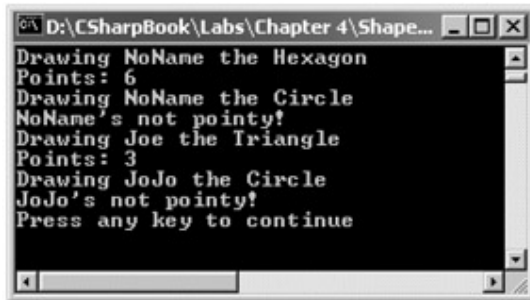 D:\CSharpBook\Labs\Chapter 4\Shape...
Drawing NoName the Hexagon
Points: 6
Drawing NoName the Circle
NoName's not pointy!
Drawing Joe the Triangle
Points: 3
Drawing JoJo the Circle
JoJo's not pointy!
Press any key to continue